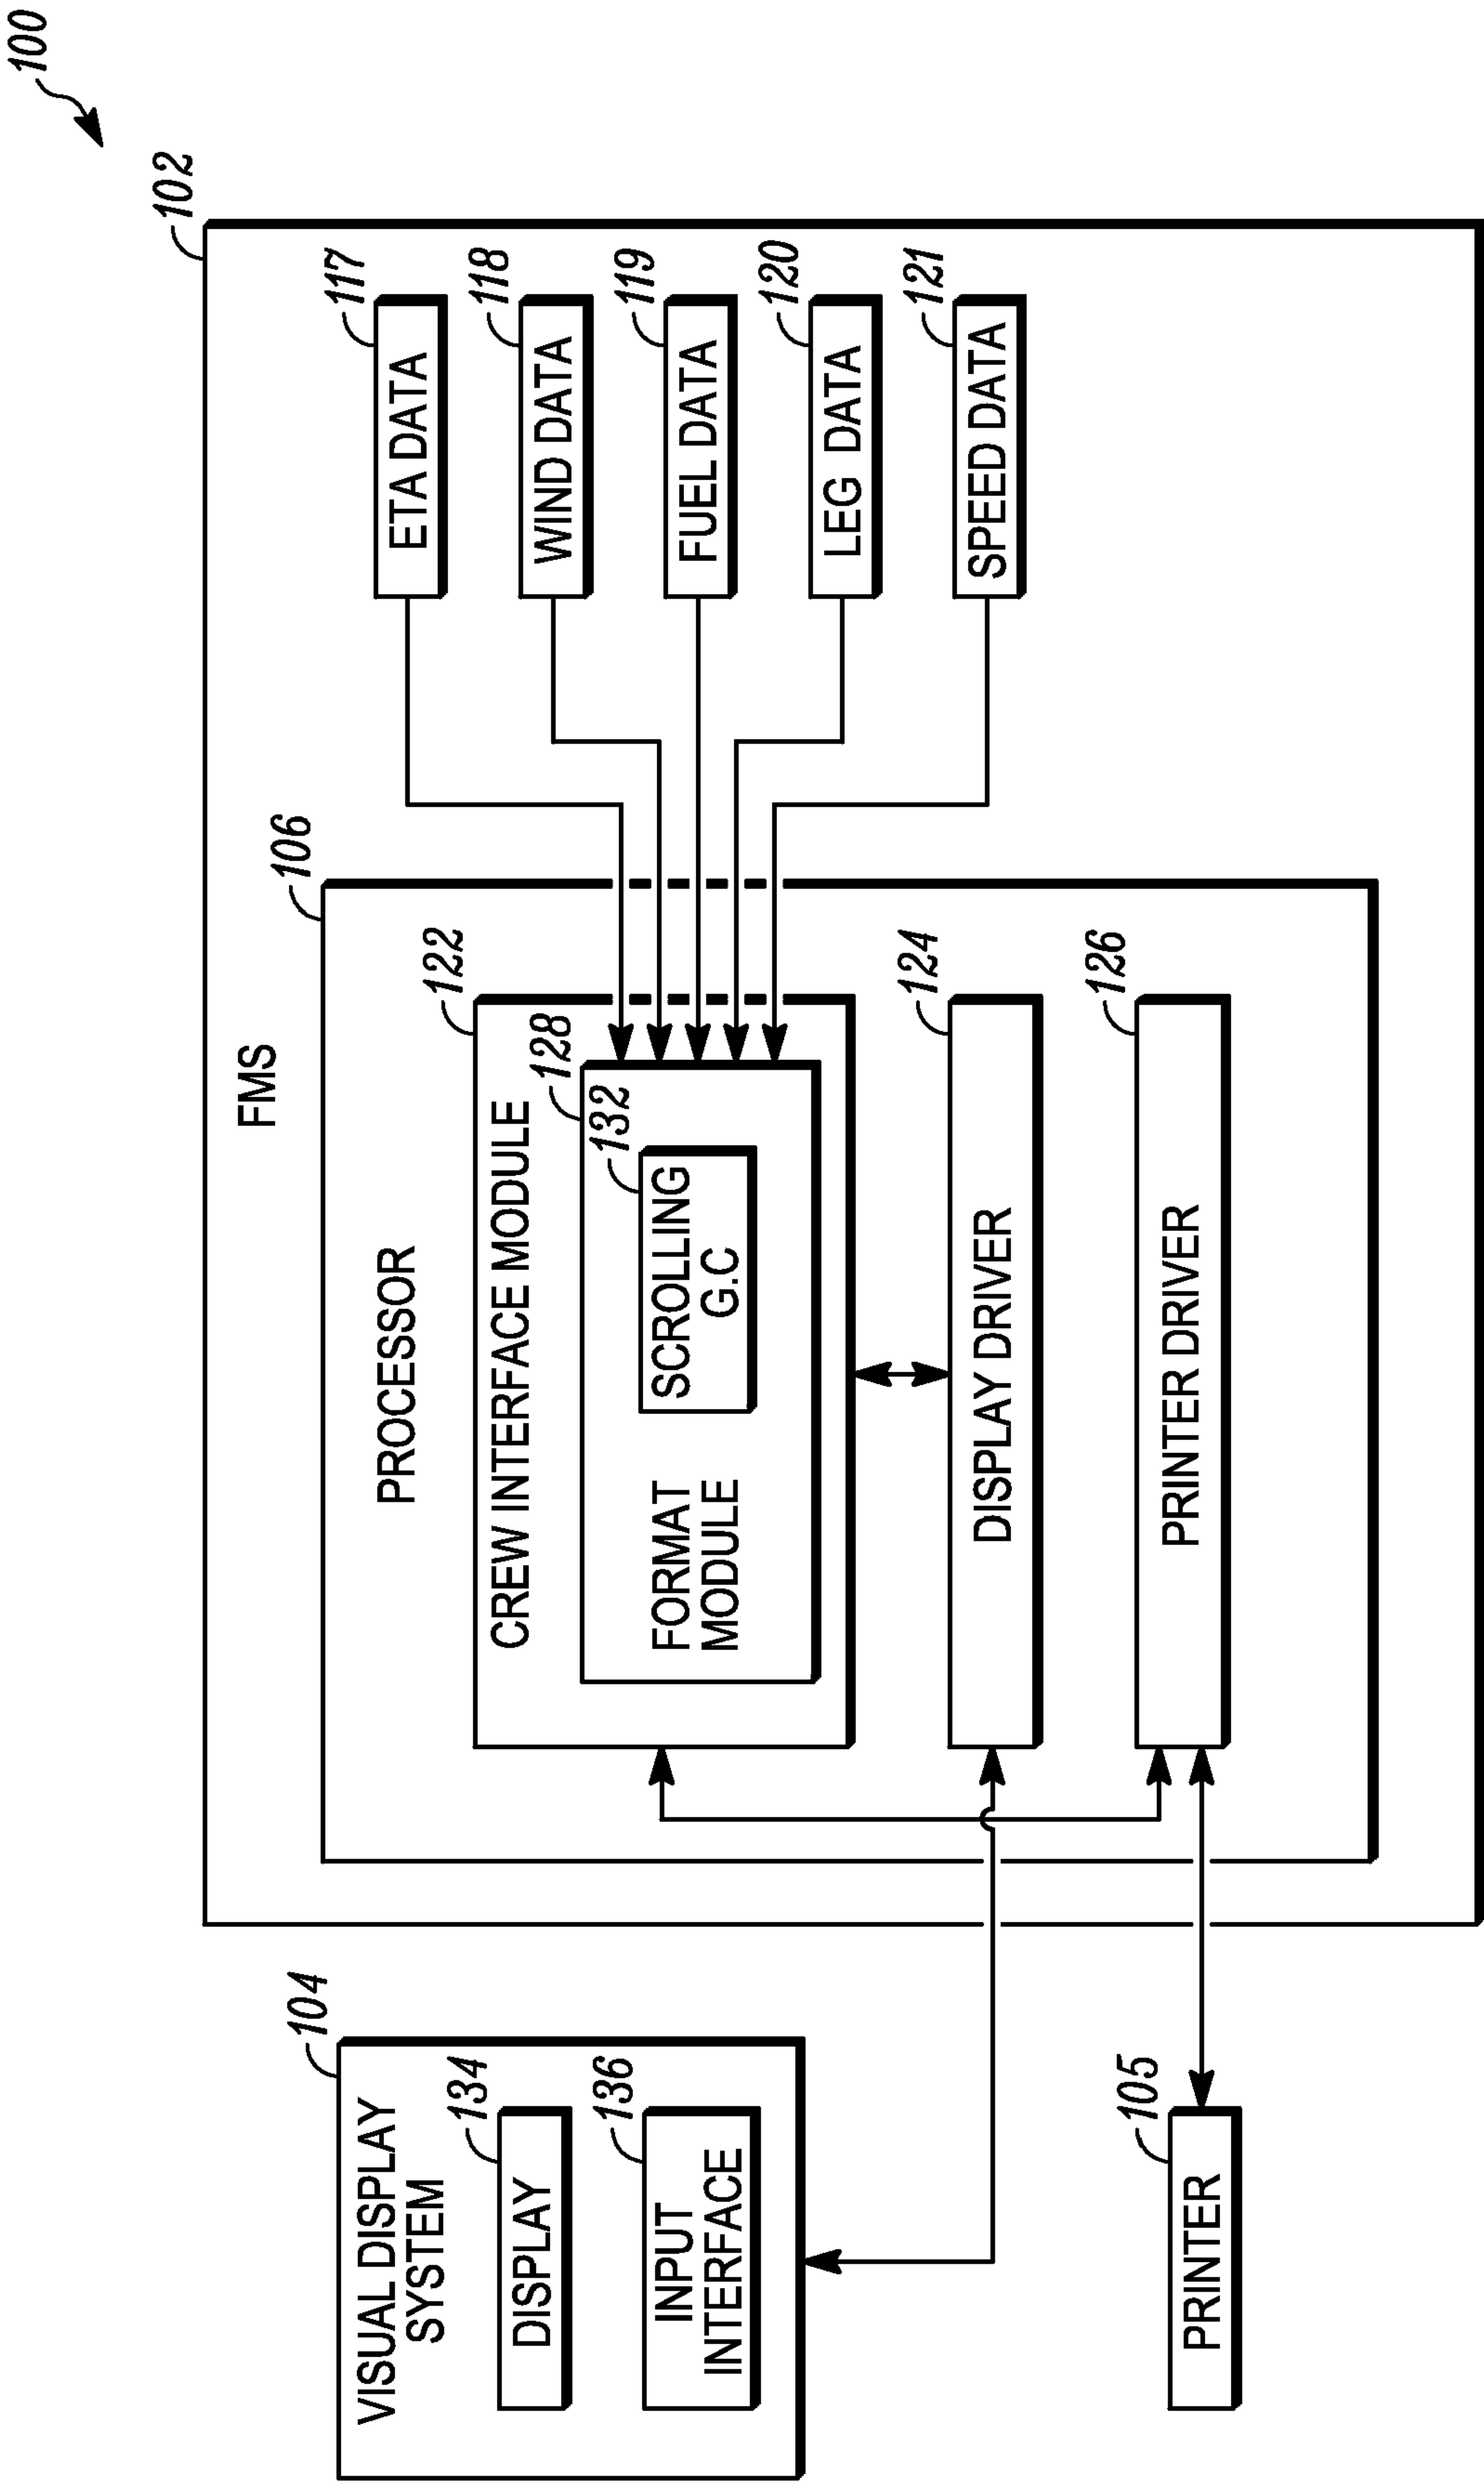 100
102
FMS
106
PROCESSOR
122
CREW INTERFACE MODULE
128
132
SCROLLING
G.C
FORMAT
MODULE
124
DISPLAY DRIVER
126
PRINTER DRIVER
117
ETA DATA
118
WIND DATA
119
FUEL DATA
120
LEG DATA
121
SPEED DATA
104
VISUAL DISPLAY
SYSTEM
134
DISPLAY
136
INPUT
INTERFACE
105
PRINTER